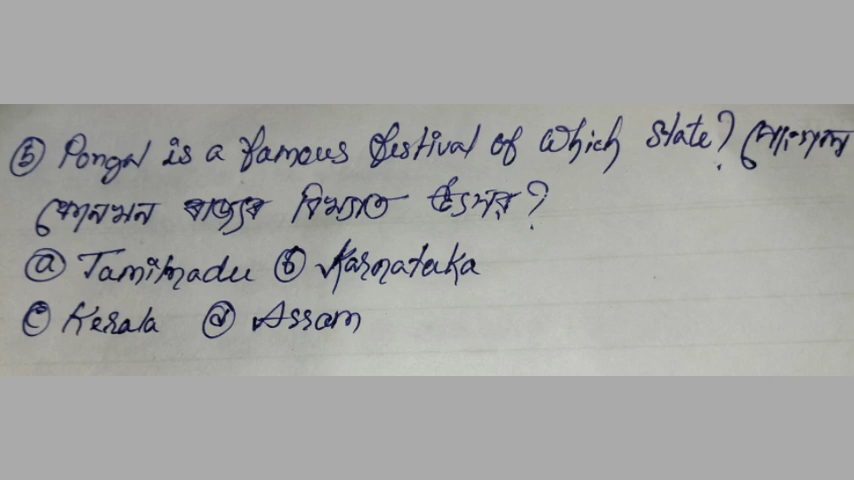 ⑤ Pongal is a famous festival of which state? (পোংগল
কোনখন ৰাজ্যৰ বিখ্যাত উৎসৱ?
ⓐ Tamilnadu ⓑ Karnataka
ⓒ Kerala ⓓ Assam